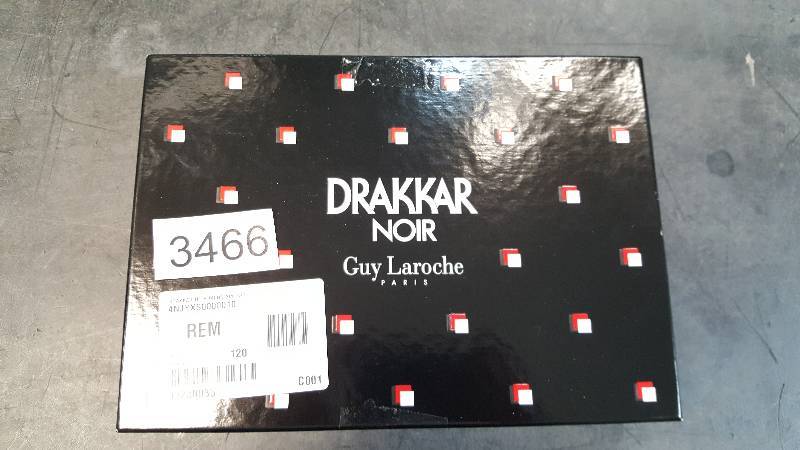 DRAKKAR
NOIR
Guy Laroche
PARIS
3466
REM
120
C001